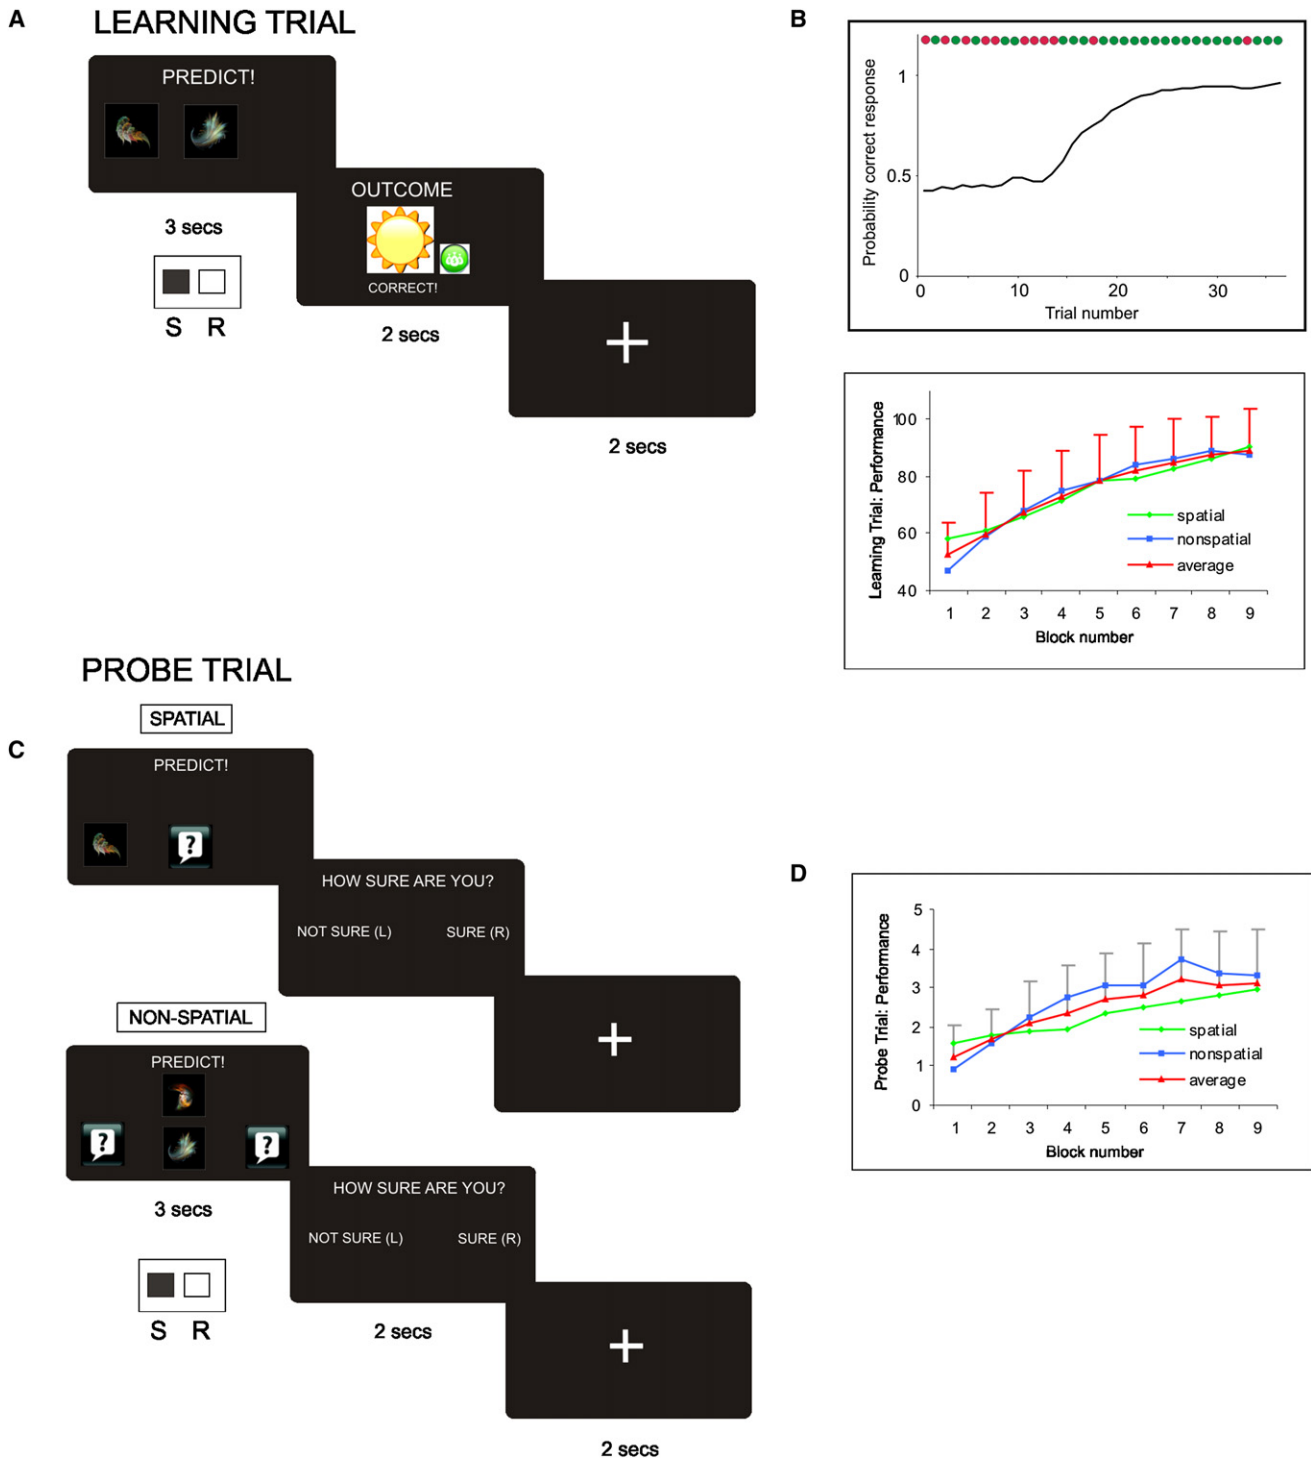 A
LEARNING TRIAL
PREDICT!
3 secs
S R
OUTCOME
CORRECT!
2 secs
2 secs
B
Probability correct response
1
0.5
0
0 10 20 30
Trial number
Learning Trial: Performance
100
80
60
40
spatial
nonspatial
average
1 2 3 4 5 6 7 8 9
Block number
PROBE TRIAL
SPATIAL
C
PREDICT!
?
HOW SURE ARE YOU?
NOT SURE (L) SURE (R)
NON-SPATIAL
PREDICT!
? ?
3 secs
S R
HOW SURE ARE YOU?
NOT SURE (L) SURE (R)
2 secs
2 secs
D
Probe Trial: Performance
5
4
3
2
1
0
spatial
nonspatial
average
1 2 3 4 5 6 7 8 9
Block number